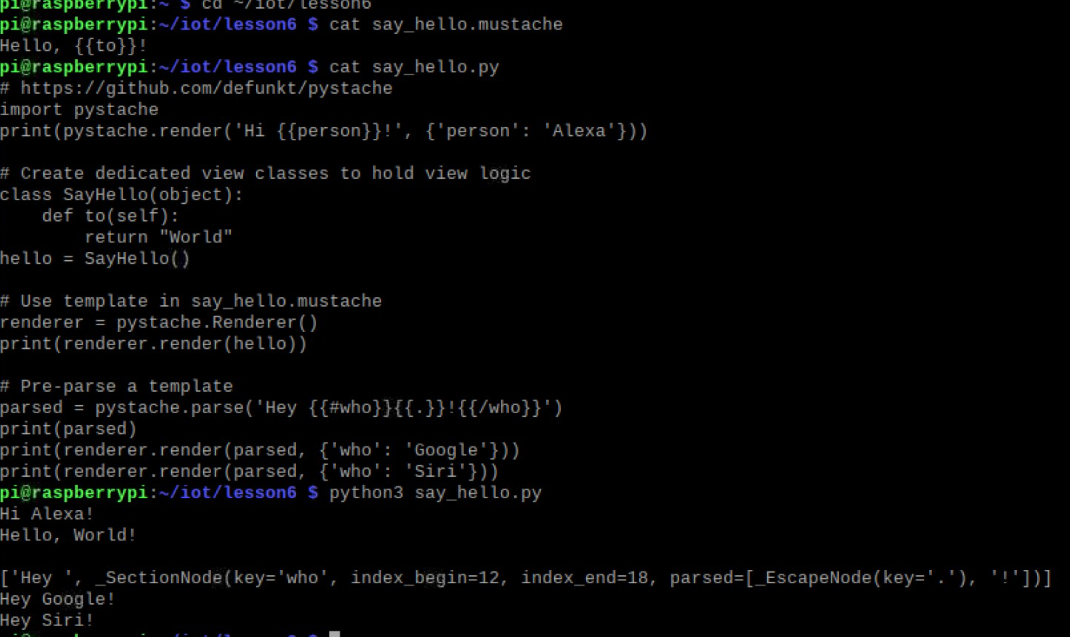 pi@raspberrypi:~ $ cd ~/iot/lesson6
pi@raspberrypi:~/iot/lesson6 $ cat say_hello.mustache
Hello, {{to}}!
pi@raspberrypi:~/iot/lesson6 $ cat say_hello.py
# https://github.com/defunkt/pystache
import pystache
print(pystache.render('Hi {{person}}!', {'person': 'Alexa'}))

# Create dedicated view classes to hold view logic
class SayHello(object):
    def to(self):
        return "World"
hello = SayHello()

# Use template in say_hello.mustache
renderer = pystache.Renderer()
print(renderer.render(hello))

# Pre-parse a template
parsed = pystache.parse('Hey {{#who}}{{.}}!{{/who}}')
print(parsed)
print(renderer.render(parsed, {'who': 'Google'}))
print(renderer.render(parsed, {'who': 'Siri'}))
pi@raspberrypi:~/iot/lesson6 $ python3 say_hello.py
Hi Alexa!
Hello, World!

['Hey ', _SectionNode(key='who', index_begin=12, index_end=18, parsed=[_EscapeNode(key='.'), '!'])]
Hey Google!
Hey Siri!
pi@raspberrypi:~/iot/lesson6 $